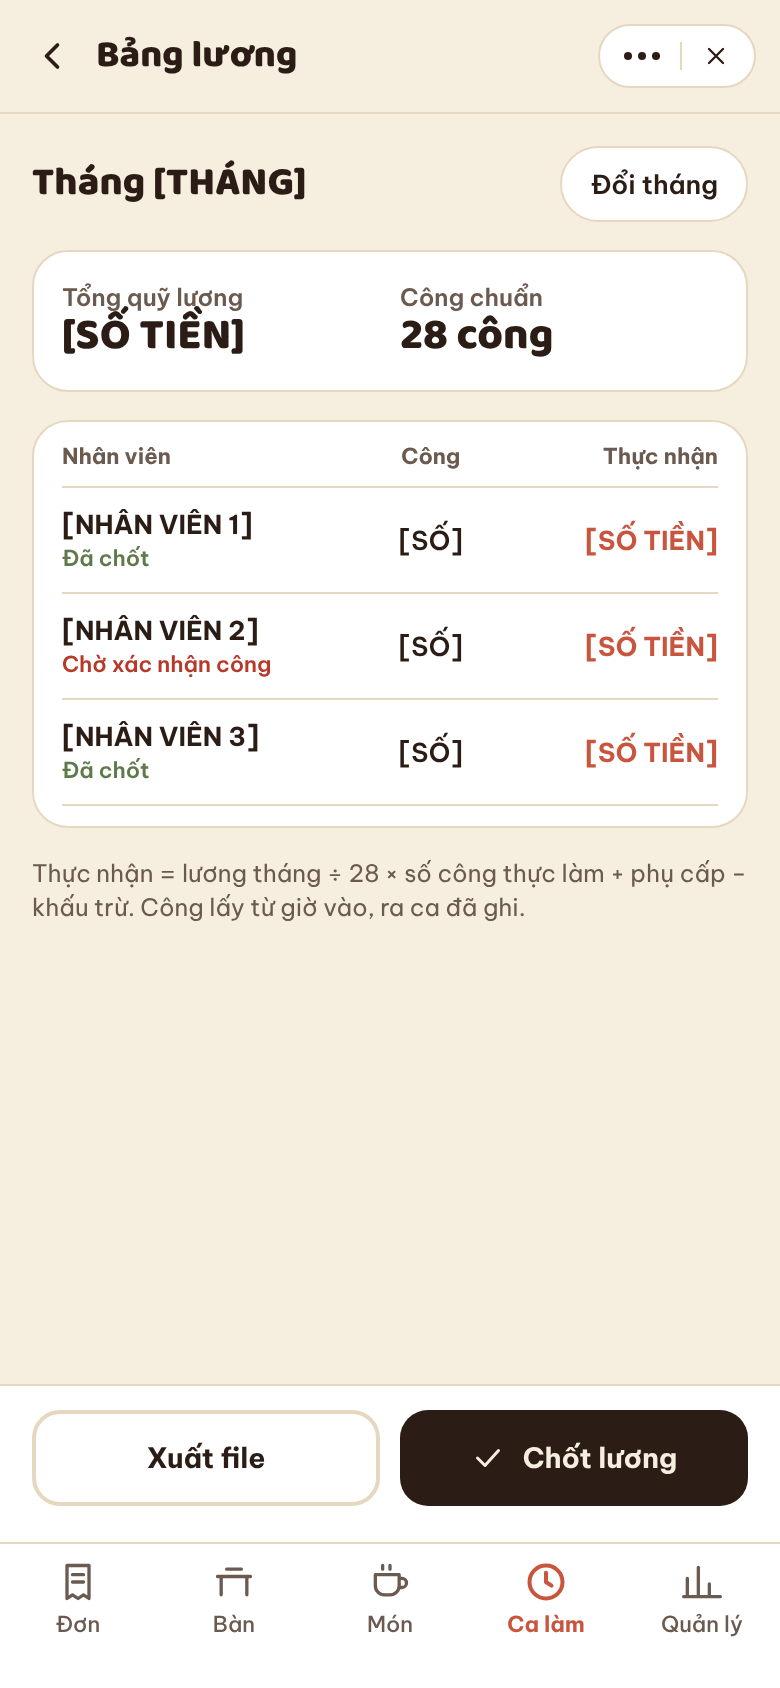 Bảng lương
Tháng [THÁNG]
Đổi tháng
Tổng quỹ lương
[SỐ TIỀN]
Công chuẩn
28 công
Nhân viên Công Thực nhận
[NHÂN VIÊN 1]
Đã chốt
[SỐ] [SỐ TIỀN]
[NHÂN VIÊN 2]
Chờ xác nhận công
[SỐ] [SỐ TIỀN]
[NHÂN VIÊN 3]
Đã chốt
[SỐ] [SỐ TIỀN]
Thực nhận = lương tháng ÷ 28 × số công thực làm + phụ cấp −
khấu trừ. Công lấy từ giờ vào, ra ca đã ghi.
Xuất file
Chốt lương
Đơn Bàn Món Ca làm Quản lý